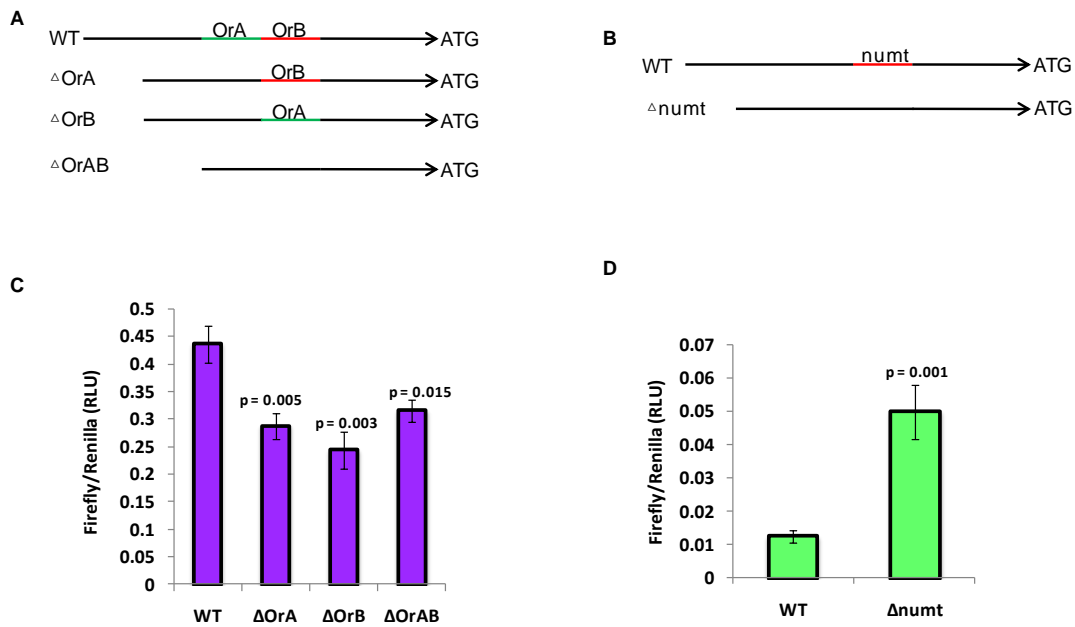 A
WT OrA OrB ATG
△OrA OrB ATG
△OrB OrA ATG
△OrAB ATG
B
WT numt ATG
△numt ATG
C
Firefly/Renilla (RLU)
0.5
0.45
0.4
0.35
0.3
0.25
0.2
0.15
0.1
0.05
0
p = 0.005
p = 0.003
p = 0.015
WT ΔOrA ΔOrB ΔOrAB
D
Firefly/Renilla (RLU)
0.07
0.06
0.05
0.04
0.03
0.02
0.01
0
p = 0.001
WT Δnumt